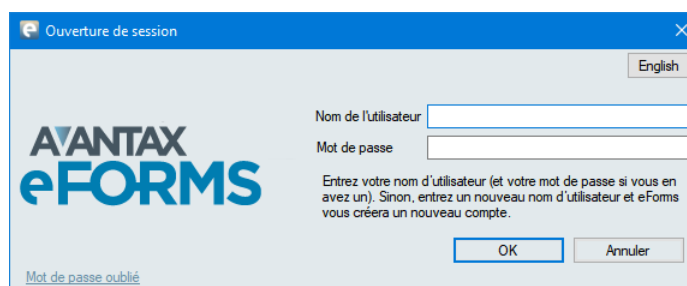 Ouverture de session
English
Nom de l'utilisateur
AVANTAX
eFORMS
Mot de passe
Entrez votre nom d'utilisateur (et votre mot de passe si vous en
avez un). Sinon, entrez un nouveau nom d'utilisateur et eForms
vous créera un nouveau compte.
OK
Annuler
Mot de passe oublié